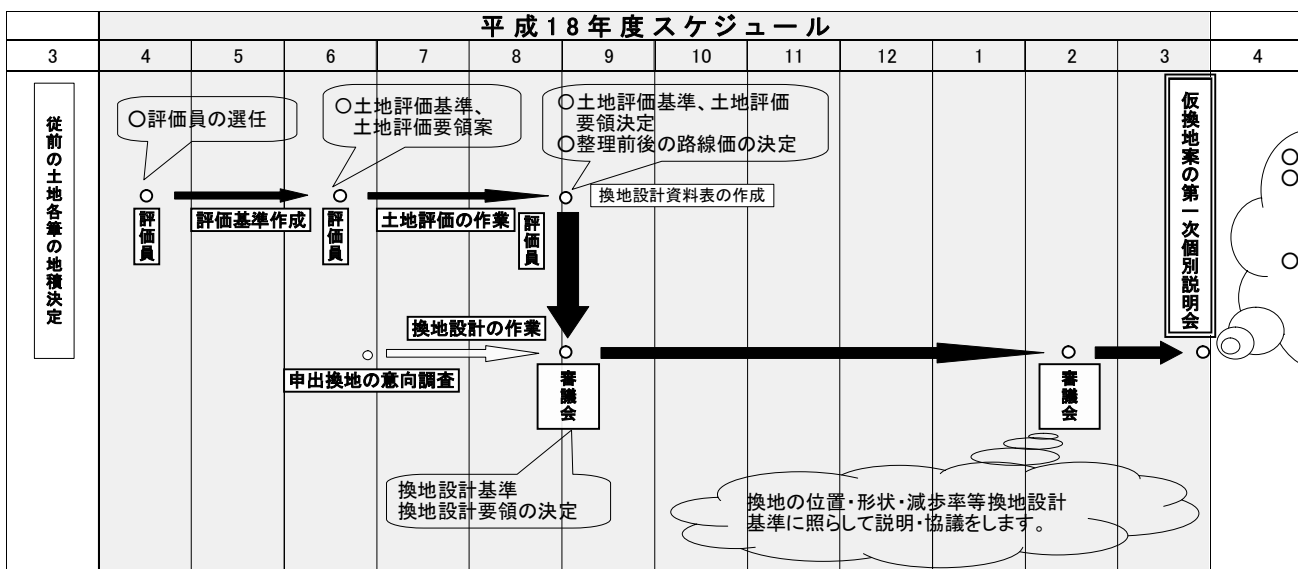 平成18年度スケジュール
3 4 5 6 7 8 9 10 11 12 1 2 3 4
従前の土地各筆の地積決定
○評価員の選任
○土地評価基準、
土地評価要領案
○土地評価基準、土地評価
要領決定
○整理前後の路線価の決定
換地設計資料表の作成
評価員
評価基準作成
評価員
土地評価の作業
評価員
換地設計の作業
申出換地の意向調査
審議会
審議会
仮換地案の第一次個別説明会
換地設計基準
換地設計要領の決定
換地の位置・形状・減歩率等換地設計
基準に照らして説明・協議をします。